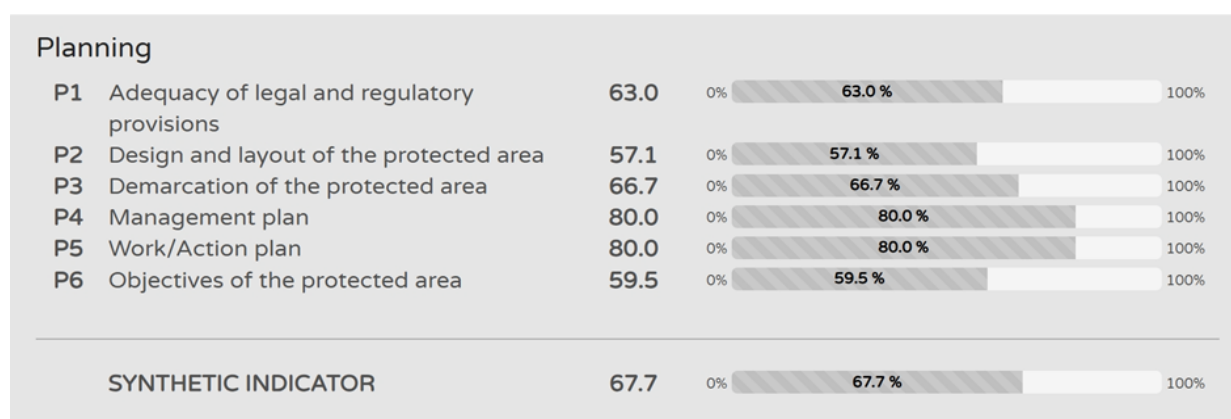 Planning
P1 Adequacy of legal and regulatory 63.0 0% 63.0 % 100%
provisions
P2 Design and layout of the protected area 57.1 0% 57.1 % 100%
P3 Demarcation of the protected area 66.7 0% 66.7 % 100%
P4 Management plan 80.0 0% 80.0 % 100%
P5 Work/Action plan 80.0 0% 80.0 % 100%
P6 Objectives of the protected area 59.5 0% 59.5 % 100%
SYNTHETIC INDICATOR 67.7 0% 67.7 % 100%